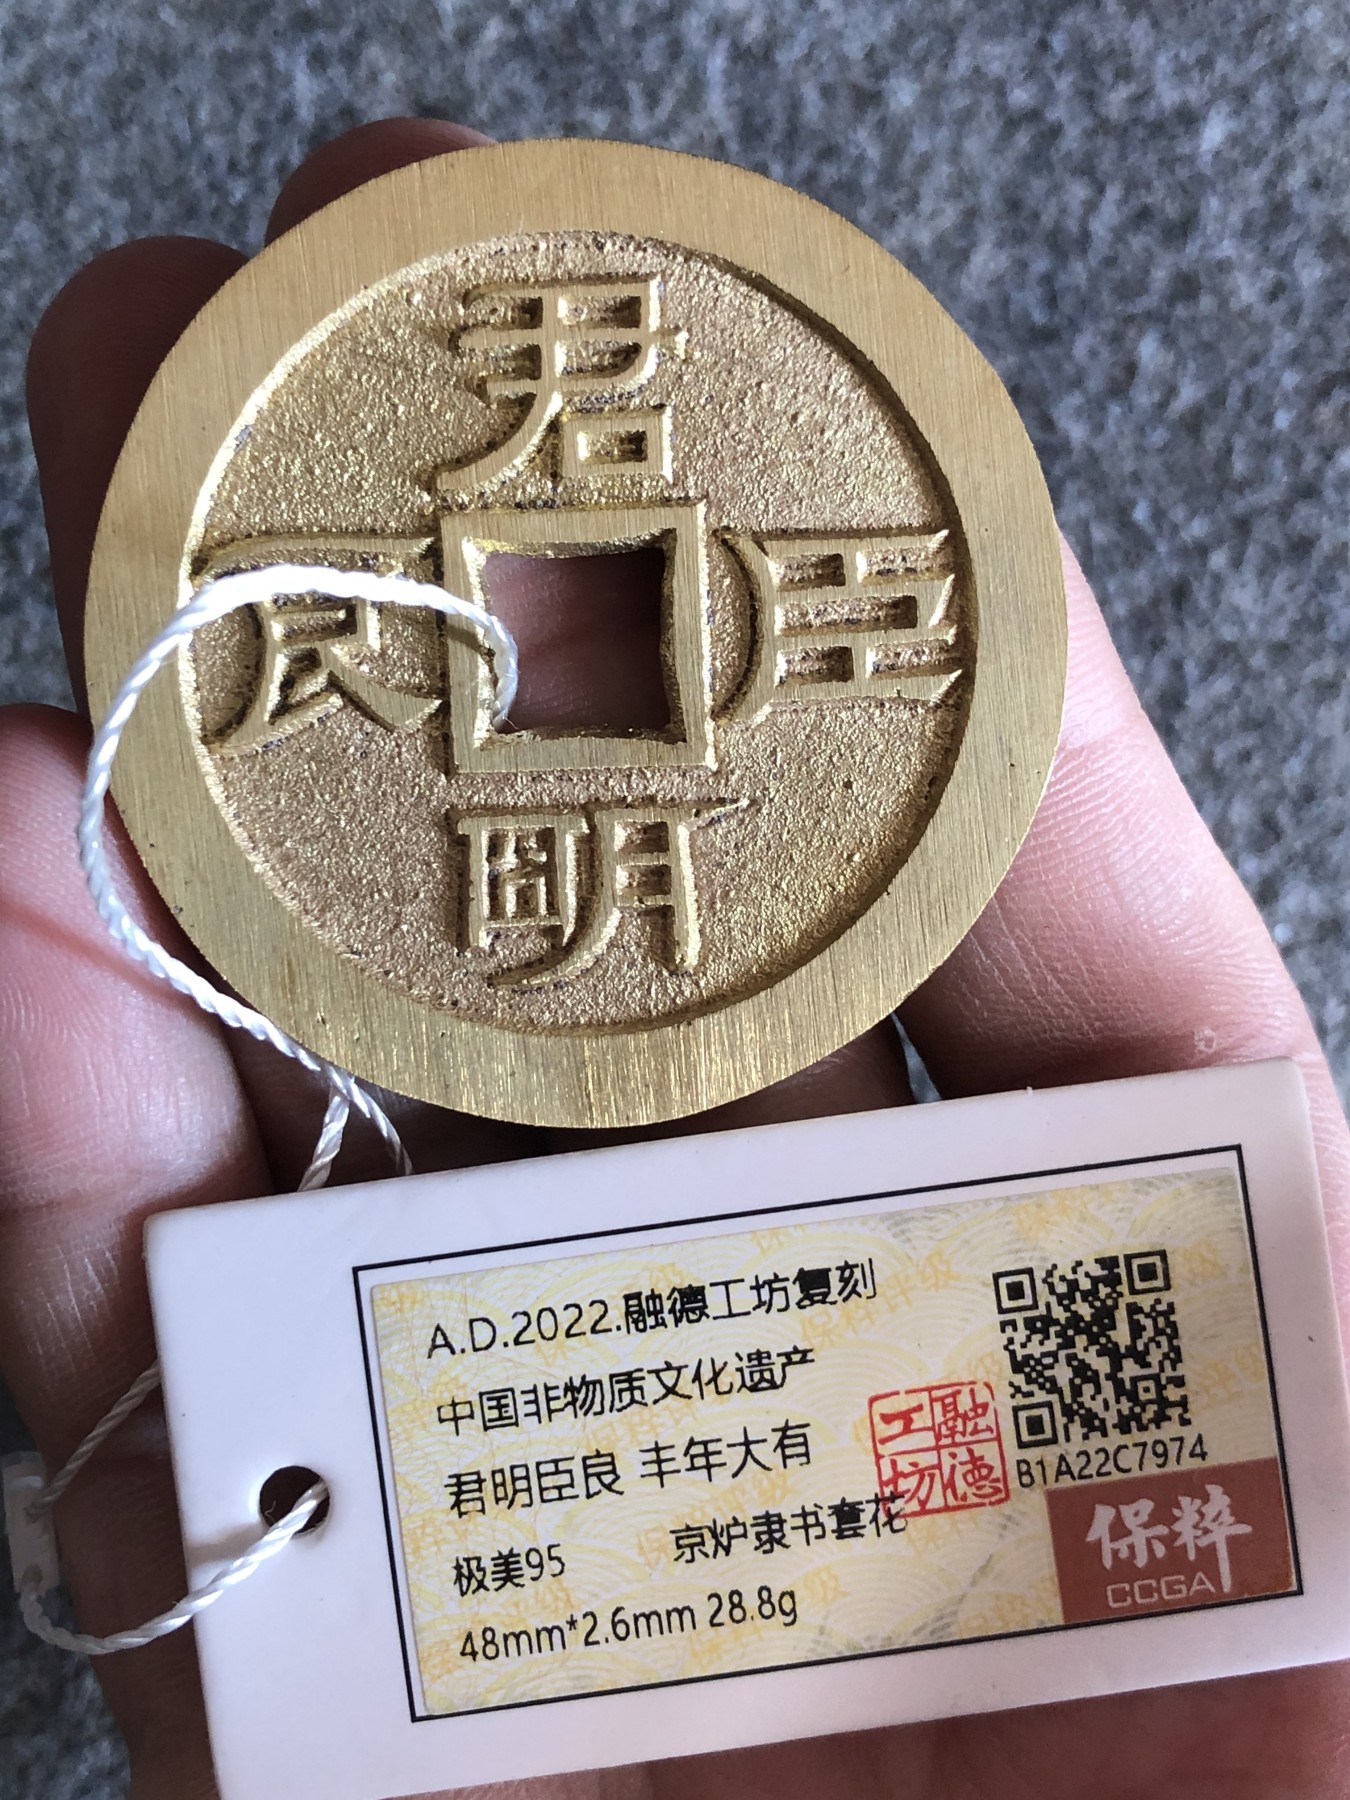 君
明
臣
良
A.D.2022.融德工坊复刻
中国非物质文化遗产
君明臣良 丰年大有
极美95 京炉隶书套花
48mm*2.6mm 28.8g
融德工坊
B1A22C7974
保粹
CCGA